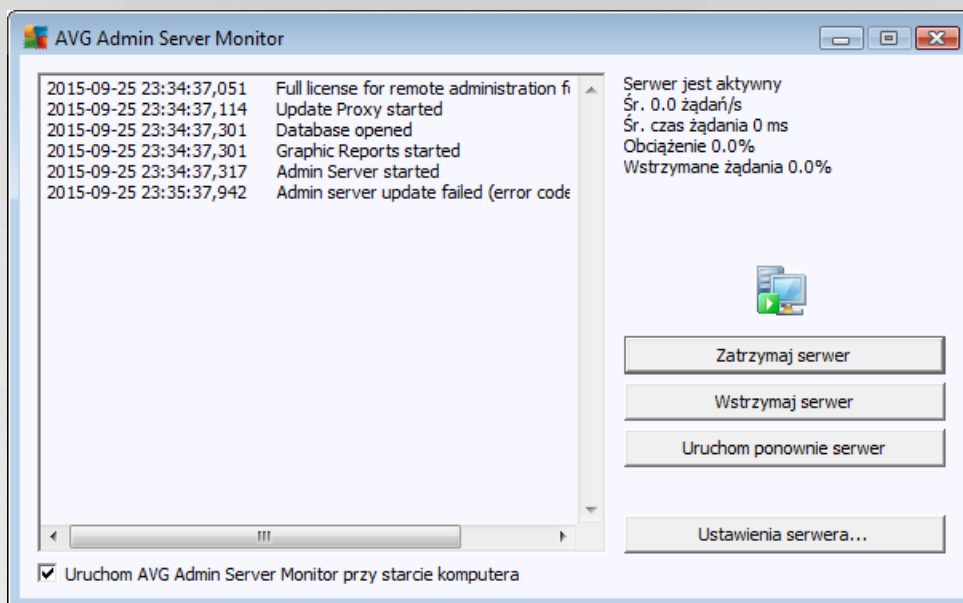 AVG Admin Server Monitor
2015-09-25 23:34:37,051 Full license for remote administration
2015-09-25 23:34:37,114 Update Proxy started
2015-09-25 23:34:37,301 Database opened
2015-09-25 23:34:37,301 Graphic Reports started
2015-09-25 23:34:37,317 Admin Server started
2015-09-25 23:35:37,942 Admin server update failed (error code
Serwer jest aktywny
Śr. 0.0 żądań/s
Śr. czas żądania 0 ms
Obciążenie 0.0%
Wstrzymane żądania 0.0%
Zatrzymaj serwer
Wstrzymaj serwer
Uruchom ponownie serwer
Ustawienia serwera...
Uruchom AVG Admin Server Monitor przy starcie komputera